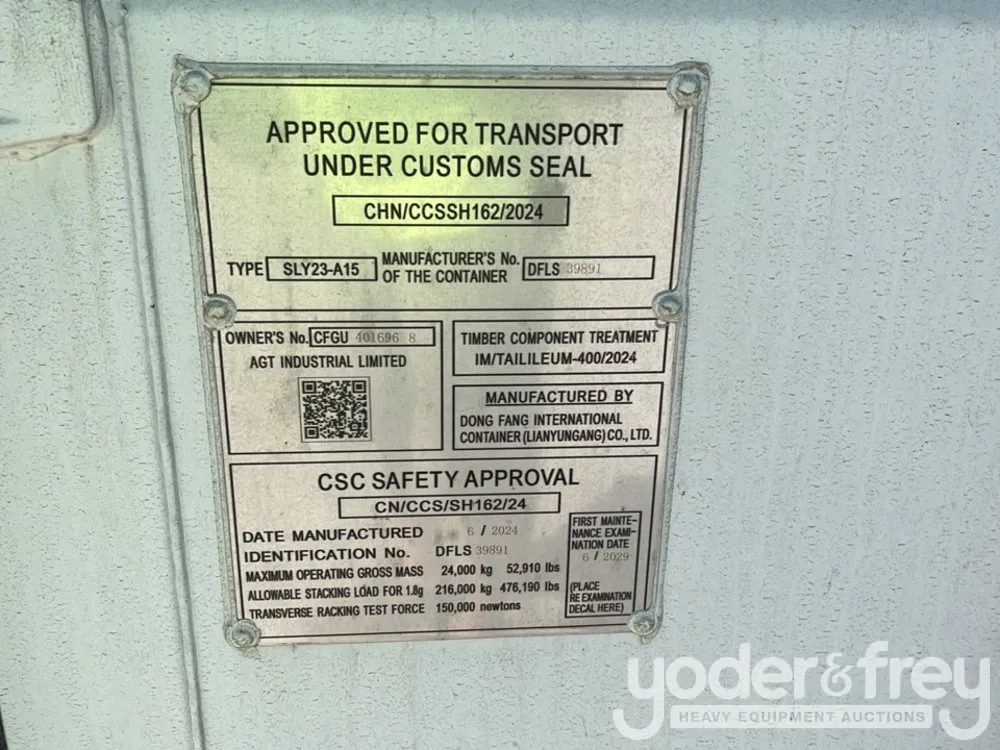 APPROVED FOR TRANSPORT
UNDER CUSTOMS SEAL
CHN/CCSSH162/2024
TYPE SLY23-A15 MANUFACTURER'S No. OF THE CONTAINER DFLS 39891
OWNER'S No. CFGU 401696 8
AGT INDUSTRIAL LIMITED
TIMBER COMPONENT TREATMENT
IM/TAILILEUM-400/2024
MANUFACTURED BY
DONG FANG INTERNATIONAL
CONTAINER (LIANYUNGANG) CO., LTD.
CSC SAFETY APPROVAL
CN/CCS/SH162/24
DATE MANUFACTURED 6 / 2024
IDENTIFICATION No. DFLS 39891
MAXIMUM OPERATING GROSS MASS 24,000 kg 52,910 lbs
ALLOWABLE STACKING LOAD FOR 1.8g 216,000 kg 476,190 lbs
TRANSVERSE RACKING TEST FORCE 150,000 newtons
FIRST MAINTE-
NANCE EXAMI-
NATION DATE
6 / 2029
(PLACE
RE EXAMINATION
DECAL HERE)
yoder&frey
HEAVY EQUIPMENT AUCTIONS